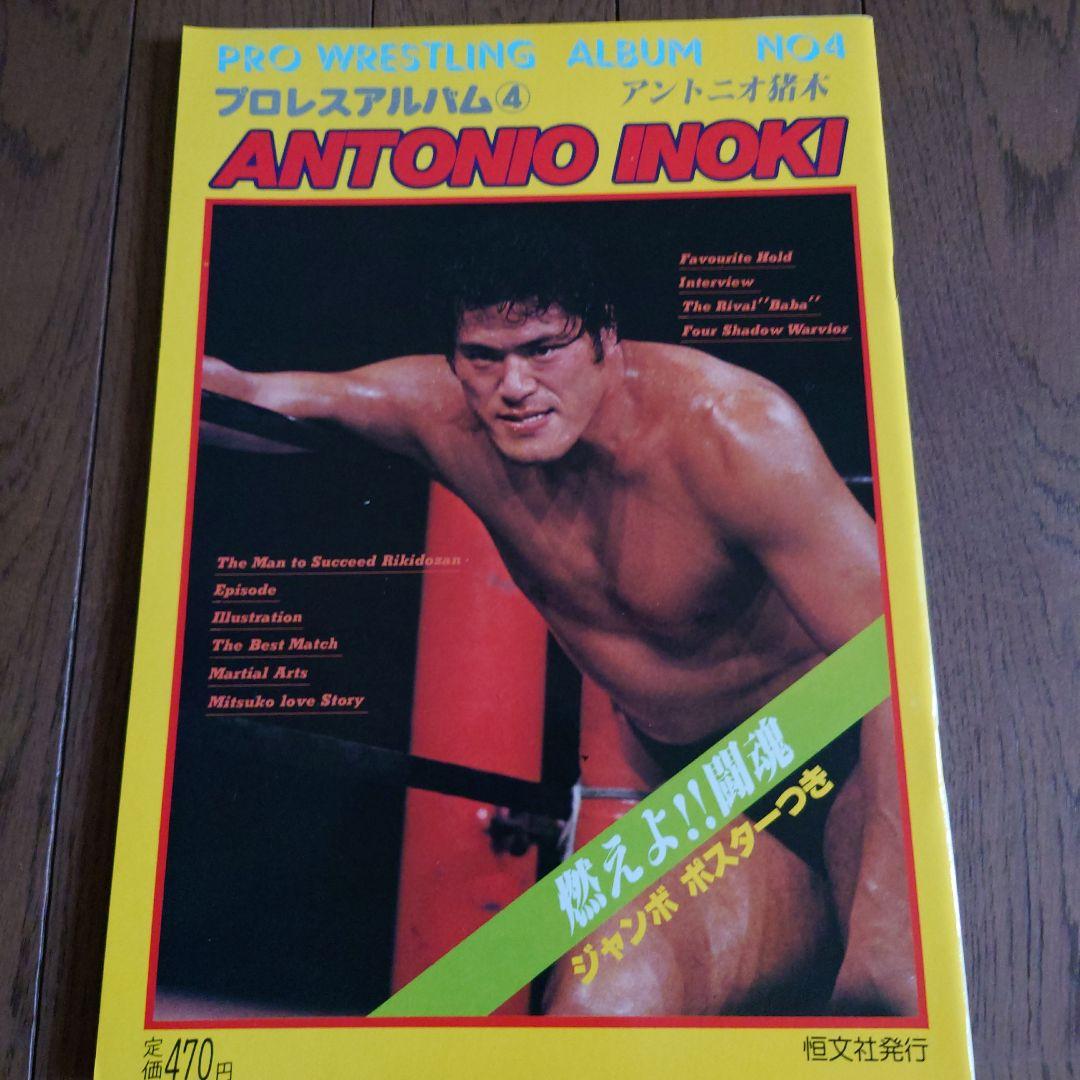 PRO WRESTLING ALBUM NO4
プロレスアルバム④ アントニオ猪木
ANTONIO INOKI
Favourite Hold
Interview
The Rival "Baba"
Four Shadow Warvior
The Man to Succeed Rikidozan
Episode
Illustration
The Best Match
Martial Arts
Mitsuko love Story
燃えよ!!闘魂
ジャンボ ポスターつき
定価470円
恒文社発行